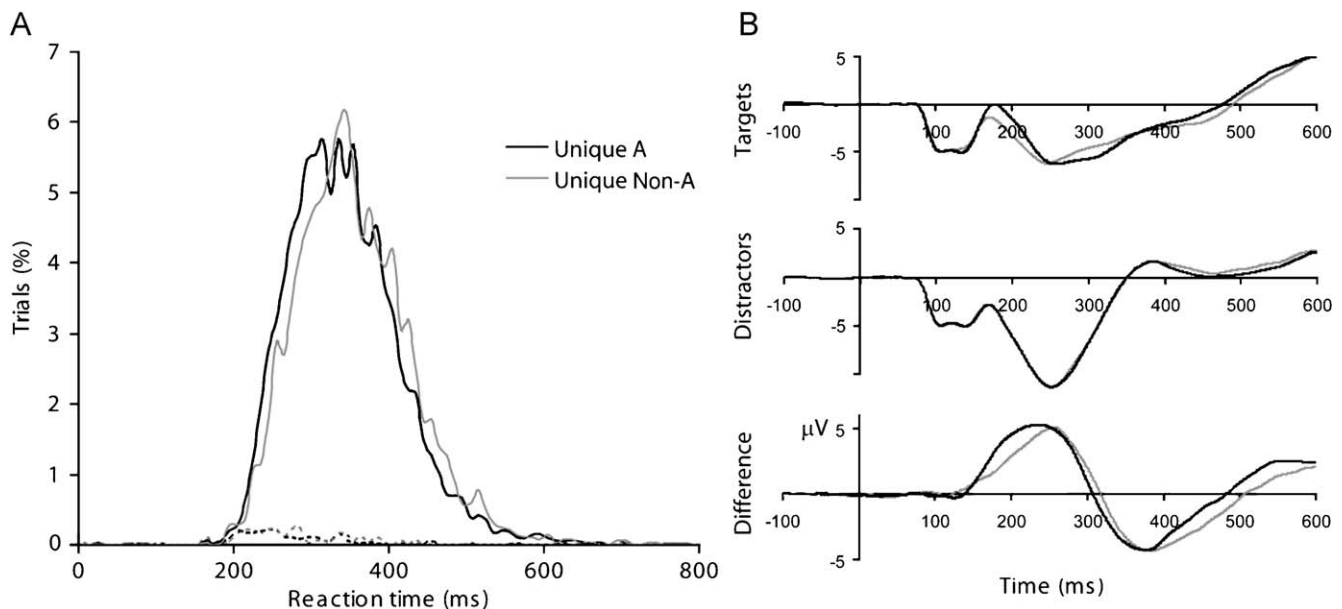 A
7
6
5
4
3
2
1
0
Trials (%)
0 200 400 600 800
Reaction time (ms)
Unique A
Unique Non-A
B
Targets
5
-100 100 200 300 400 500 600
-5
Distractors
5
-100 100 200 300 400 500 600
-5
Difference
µV 5
-100 100 200 300 400 500 600
-5
Time (ms)